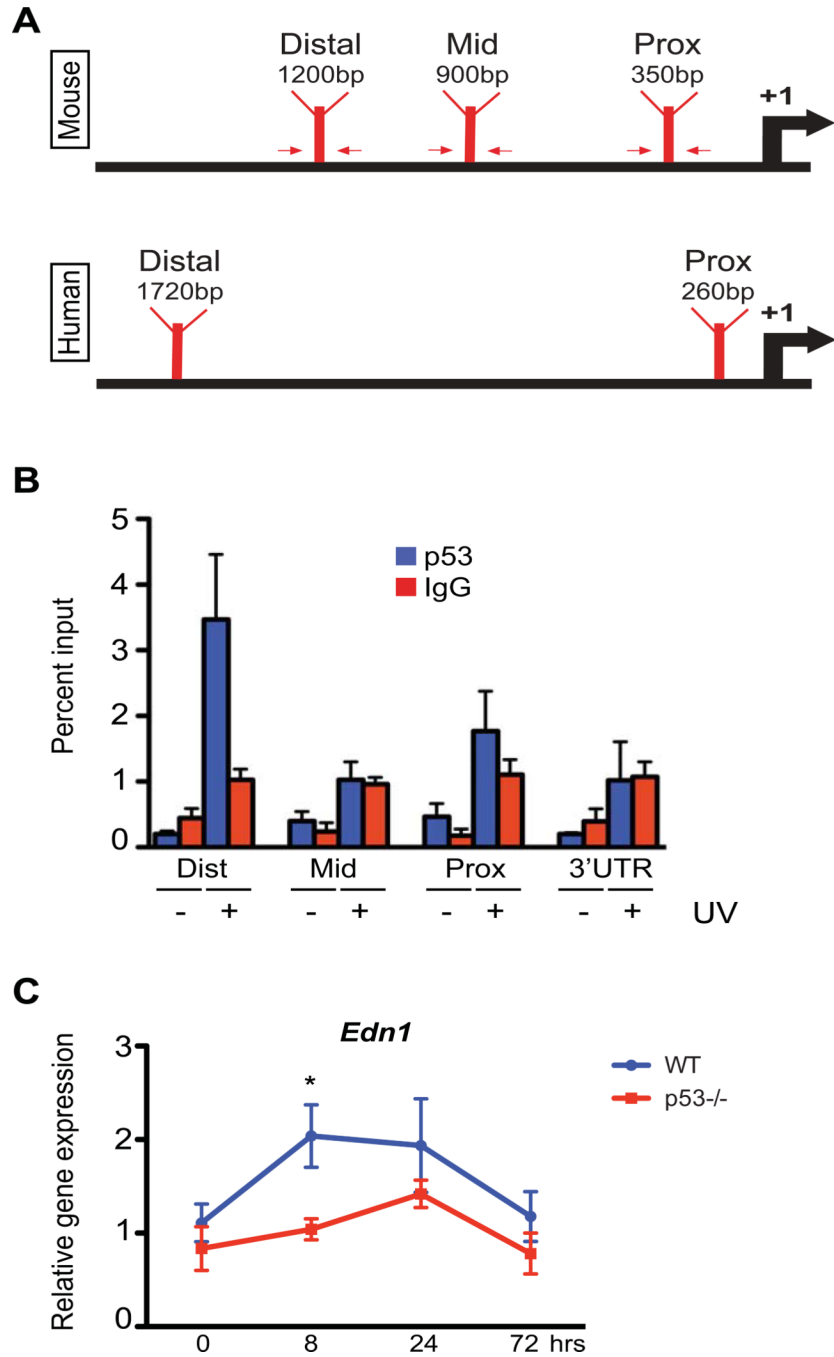 A
Mouse
Distal Mid Prox
1200bp 900bp 350bp
+1
Human
Distal Prox
1720bp 260bp
+1
B
Percent input
5
4
3
2
1
0
p53
IgG
Dist Mid Prox 3'UTR
- + - + - + - + UV
C
Edn1
Relative gene expression
3
2
1
0
*
WT
p53-/-
0 8 24 72 hrs